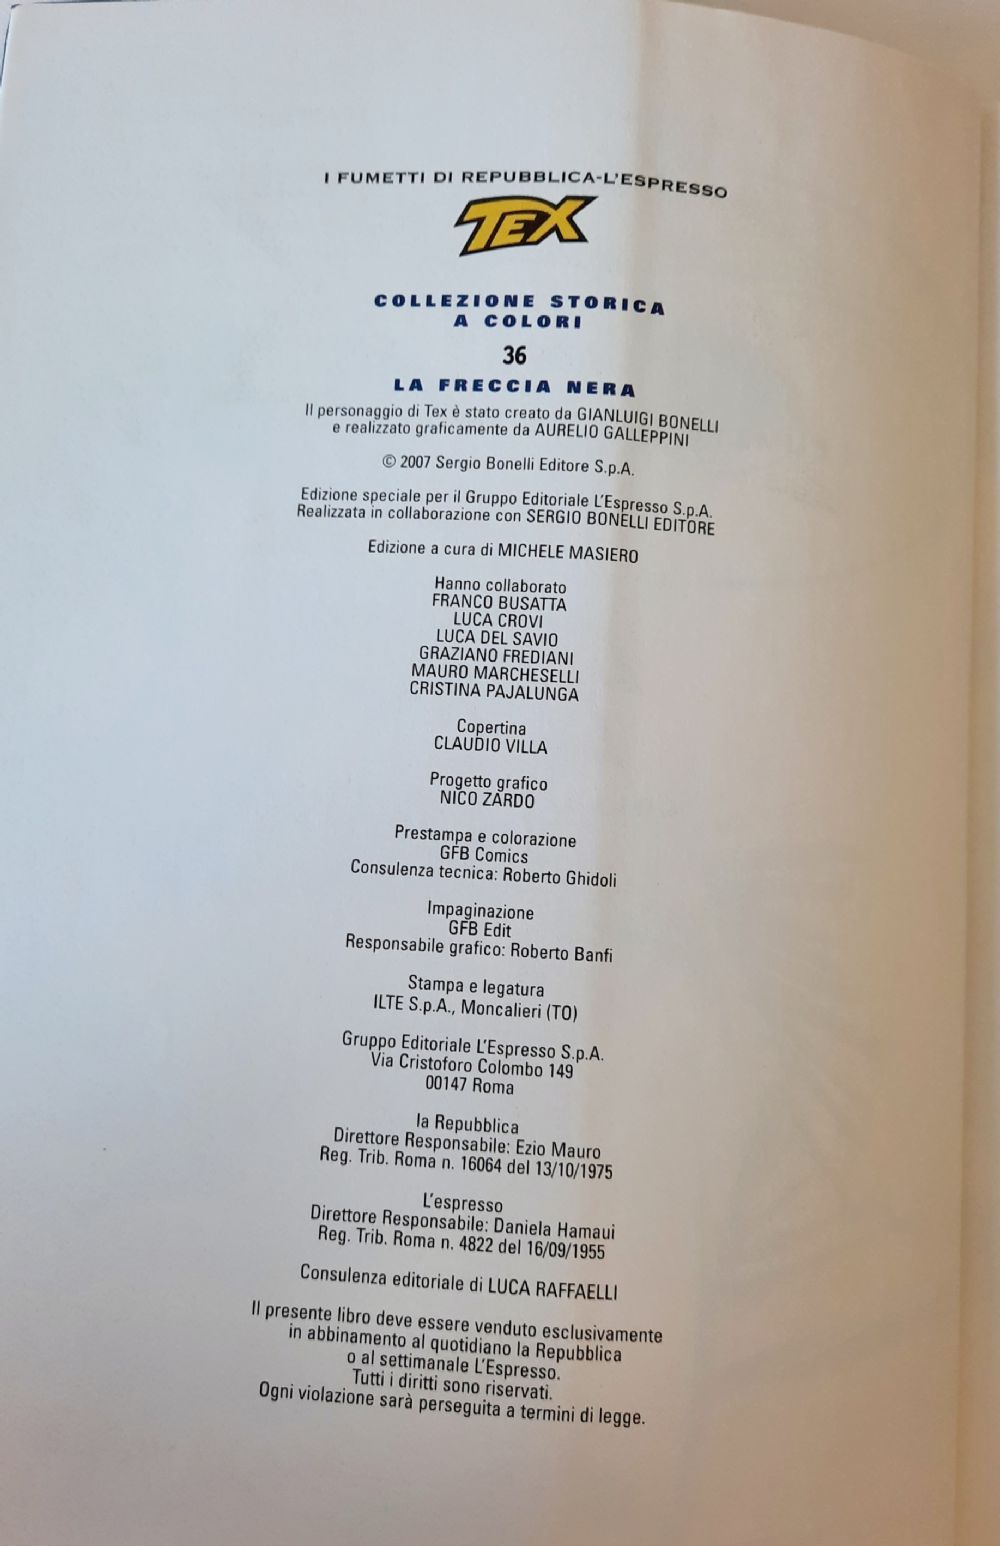 I FUMETTI DI REPUBBLICA-L'ESPRESSO
TEX
COLLEZIONE STORICA
A COLORI
36
LA FRECCIA NERA
Il personaggio di Tex è stato creato da GIANLUIGI BONELLI
e realizzato graficamente da AURELIO GALLEPPINI
© 2007 Sergio Bonelli Editore S.p.A.
Edizione speciale per il Gruppo Editoriale L'Espresso S.p.A.
Realizzata in collaborazione con SERGIO BONELLI EDITORE
Edizione a cura di MICHELE MASIERO
Hanno collaborato
FRANCO BUSATTA
LUCA CROVI
LUCA DEL SAVIO
GRAZIANO FREDIANI
MAURO MARCHESELLI
CRISTINA PAJALUNGA
Copertina
CLAUDIO VILLA
Progetto grafico
NICO ZARDO
Prestampa e colorazione
GFB Comics
Consulenza tecnica: Roberto Ghidoli
Impaginazione
GFB Edit
Responsabile grafico: Roberto Banfi
Stampa e legatura
ILTE S.p.A., Moncalieri (TO)
Gruppo Editoriale L'Espresso S.p.A.
Via Cristoforo Colombo 149
00147 Roma
la Repubblica
Direttore Responsabile: Ezio Mauro
Reg. Trib. Roma n. 16064 del 13/10/1975
L'espresso
Direttore Responsabile: Daniela Hamaui
Reg. Trib. Roma n. 4822 del 16/09/1955
Consulenza editoriale di LUCA RAFFAELLI
Il presente libro deve essere venduto esclusivamente
in abbinamento al quotidiano la Repubblica
o al settimanale L'Espresso.
Tutti i diritti sono riservati.
Ogni violazione sarà perseguita a termini di legge.